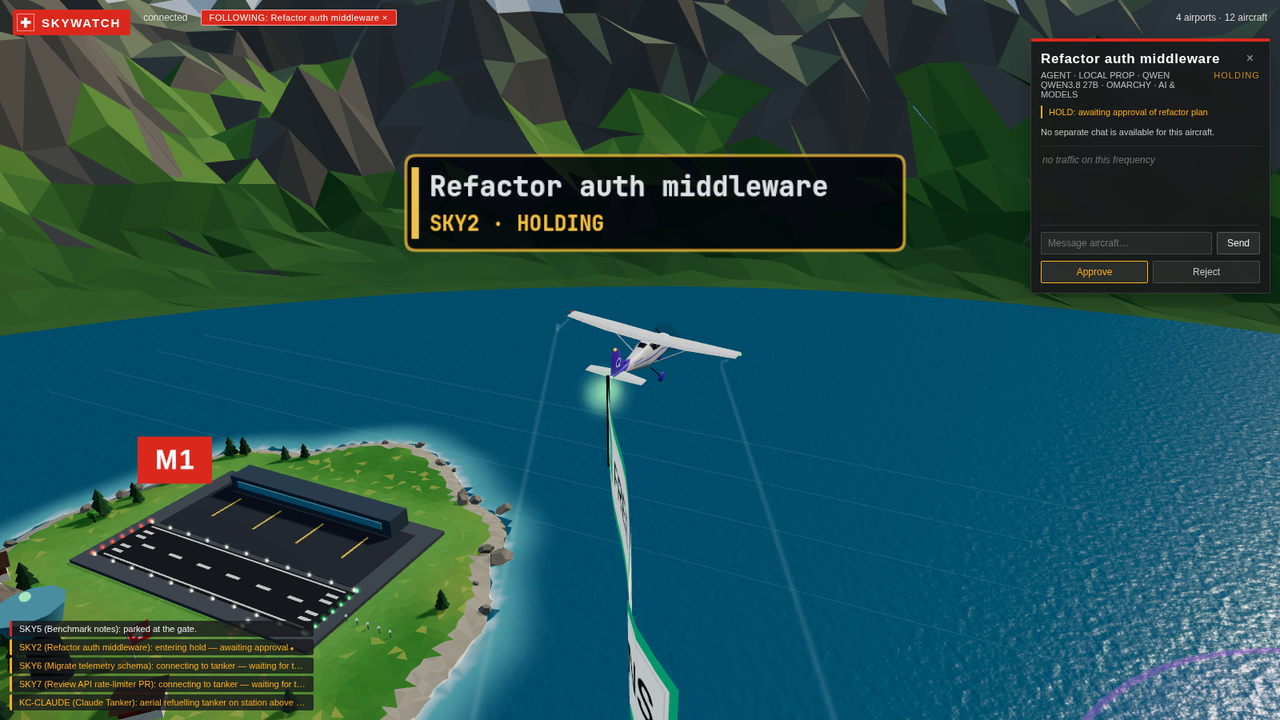 SKYWATCH
connected
FOLLOWING: Refactor auth middleware ×
4 airports · 12 aircraft
Refactor auth middleware ×
AGENT · LOCAL PROP · QWEN
QWEN3.8 27B · OMARCHY · AI &
MODELS
HOLDING
HOLD: awaiting approval of refactor plan
No separate chat is available for this aircraft.
no traffic on this frequency
Message aircraft…
Send
Approve
Reject
Refactor auth middleware
SKY2 · HOLDING
M1
SKY5 (Benchmark notes): parked at the gate.
SKY2 (Refactor auth middleware): entering hold — awaiting approval
SKY6 (Migrate telemetry schema): connecting to tanker — waiting for t…
SKY7 (Review API rate-limiter PR): connecting to tanker — waiting for t…
KC-CLAUDE (Claude Tanker): aerial refuelling tanker on station above …